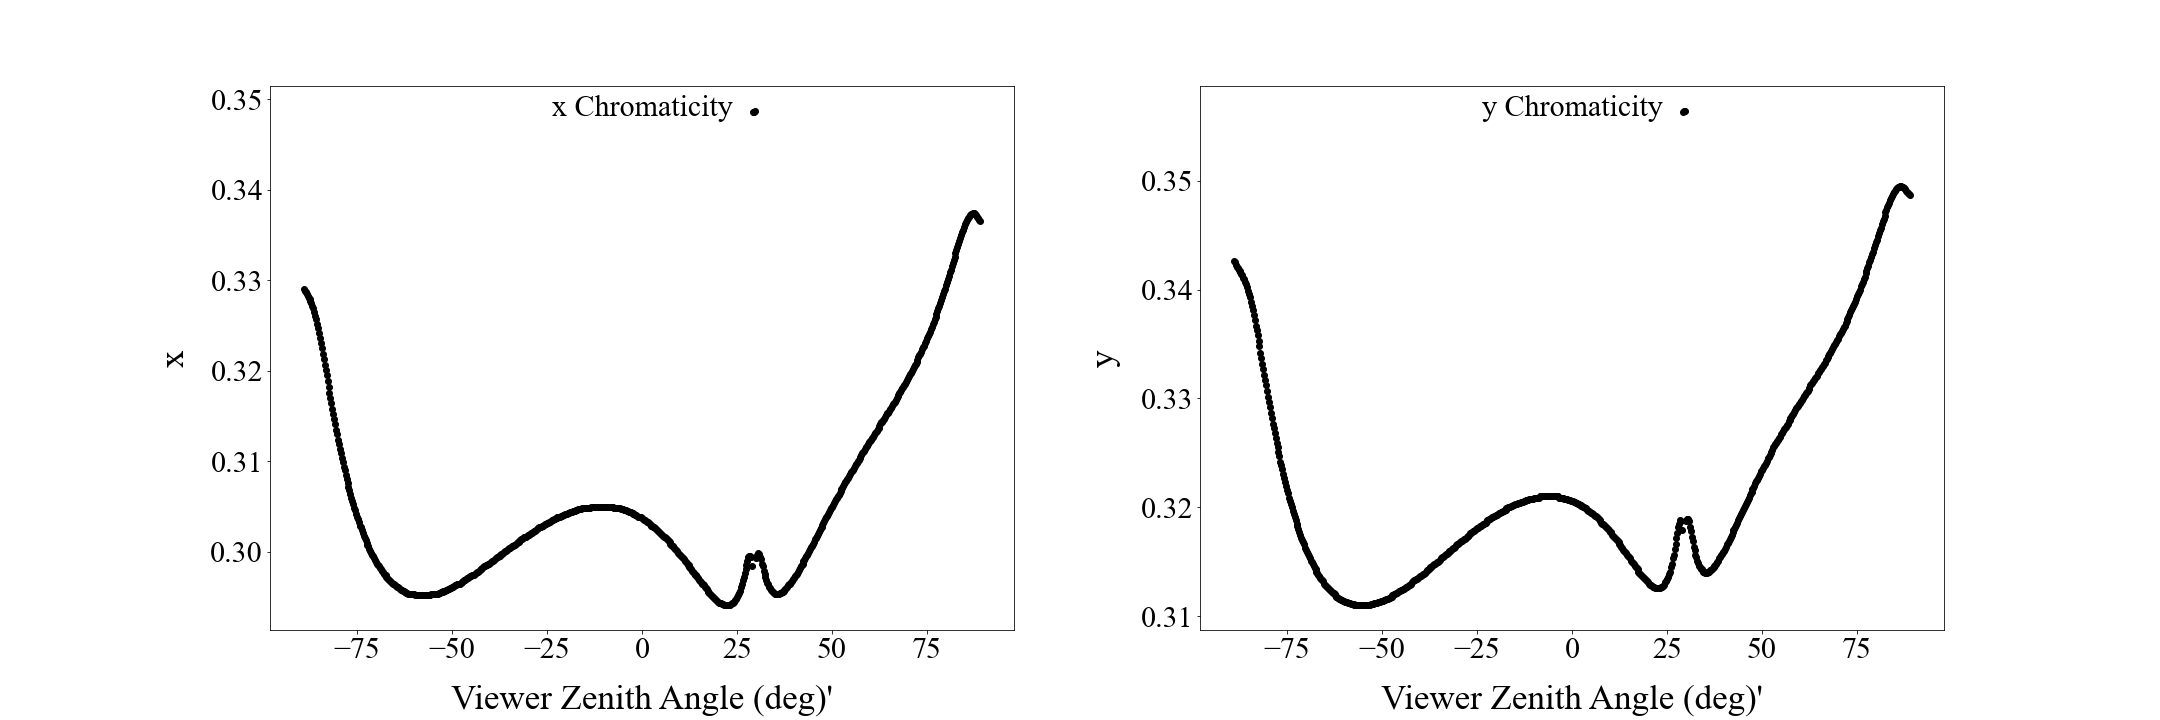 x Chromaticity
0.35
0.34
0.33
0.32
0.31
0.30
x
−75 −50 −25 0 25 50 75
Viewer Zenith Angle (deg)'
y Chromaticity
0.35
0.34
0.33
0.32
0.31
y
−75 −50 −25 0 25 50 75
Viewer Zenith Angle (deg)'